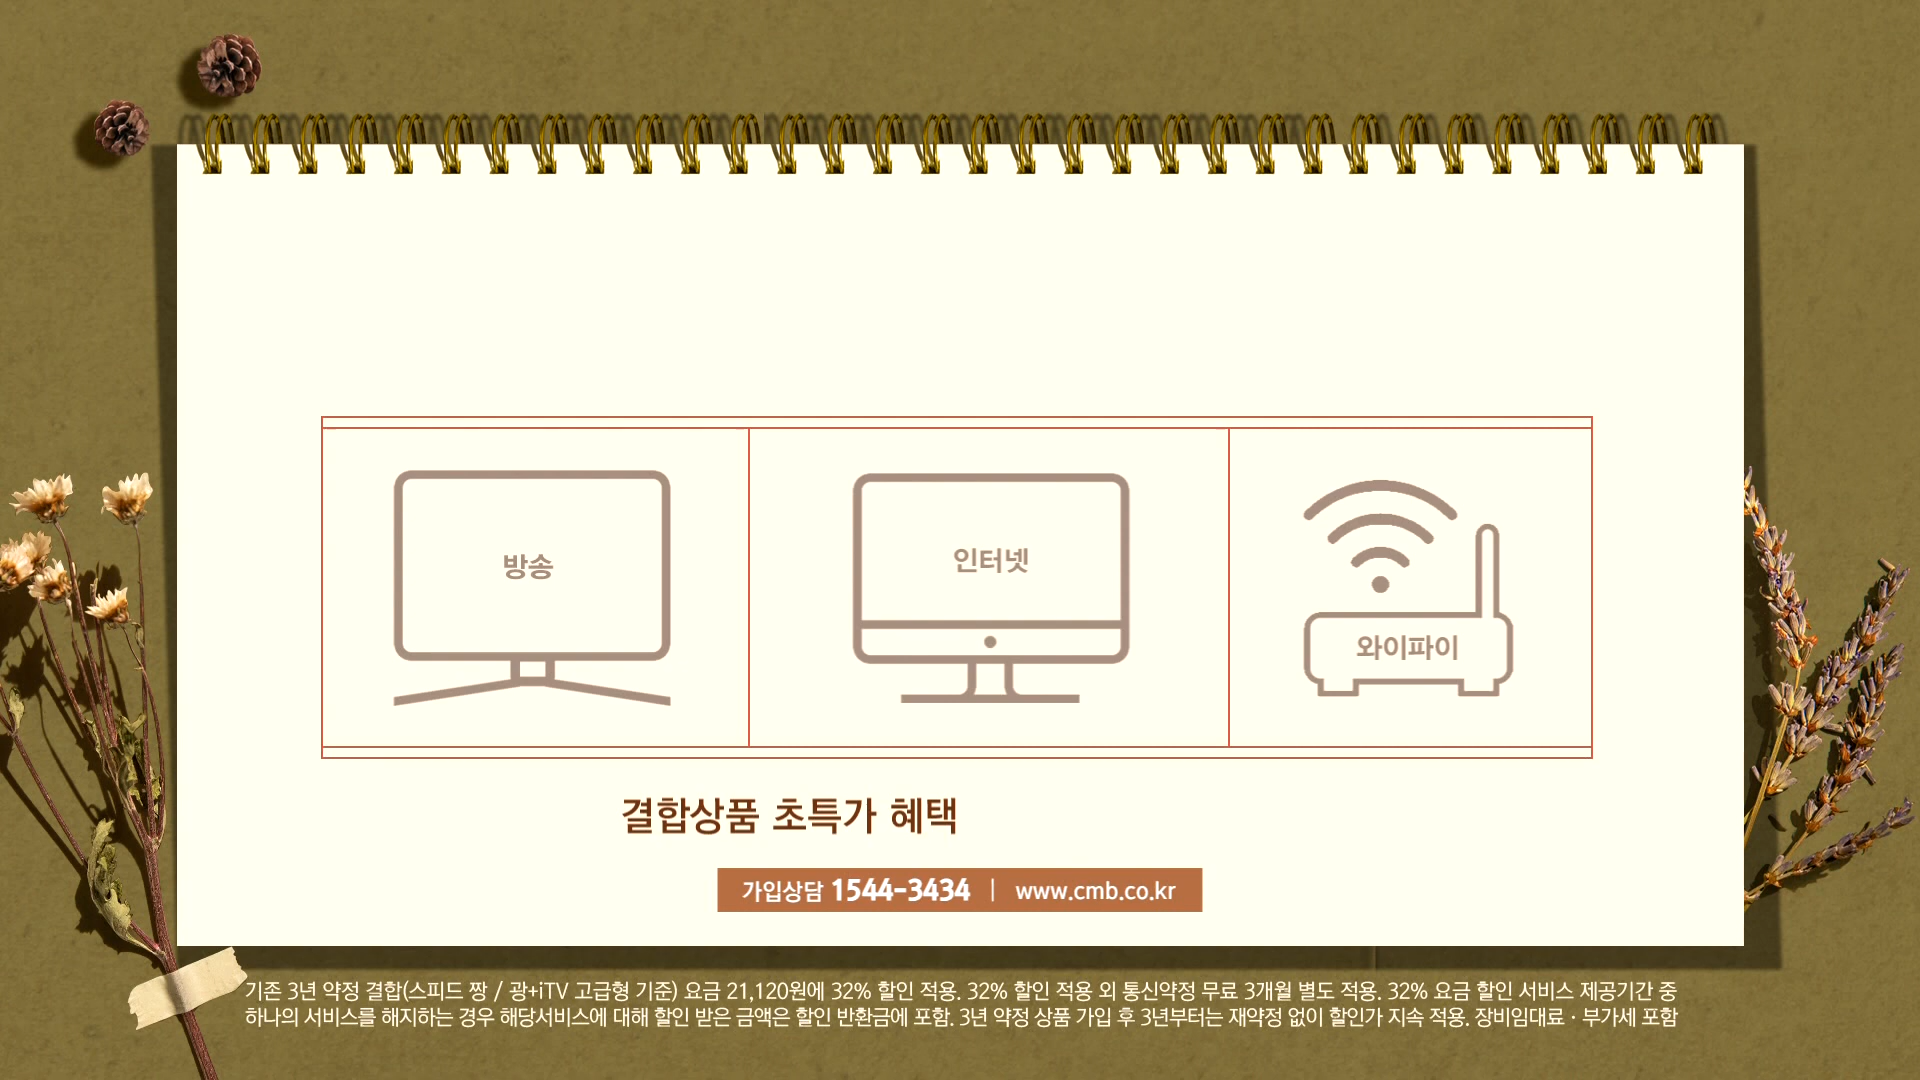 방송
인터넷
와이파이
결합상품 초특가 혜택
가입상담 1544-3434 | www.cmb.co.kr
기존 3년 약정 결합(스피드 짱 / 광+iTV 고급형 기준) 요금 21,120원에 32% 할인 적용. 32% 할인 적용 외 통신약정 무료 3개월 별도 적용. 32% 요금 할인 서비스 제공기간 중
하나의 서비스를 해지하는 경우 해당서비스에 대해 할인 받은 금액은 할인 반환금에 포함. 3년 약정 상품 가입 후 3년부터는 재약정 없이 할인가 지속 적용. 장비임대료 · 부가세 포함